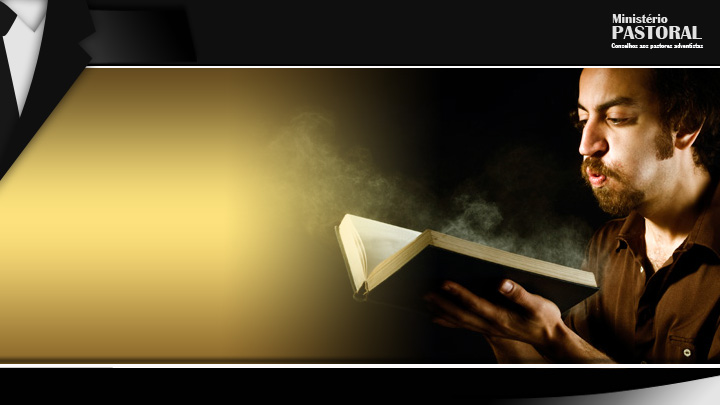 Ministério
PASTORAL
Conselhos aos pastores adventistas